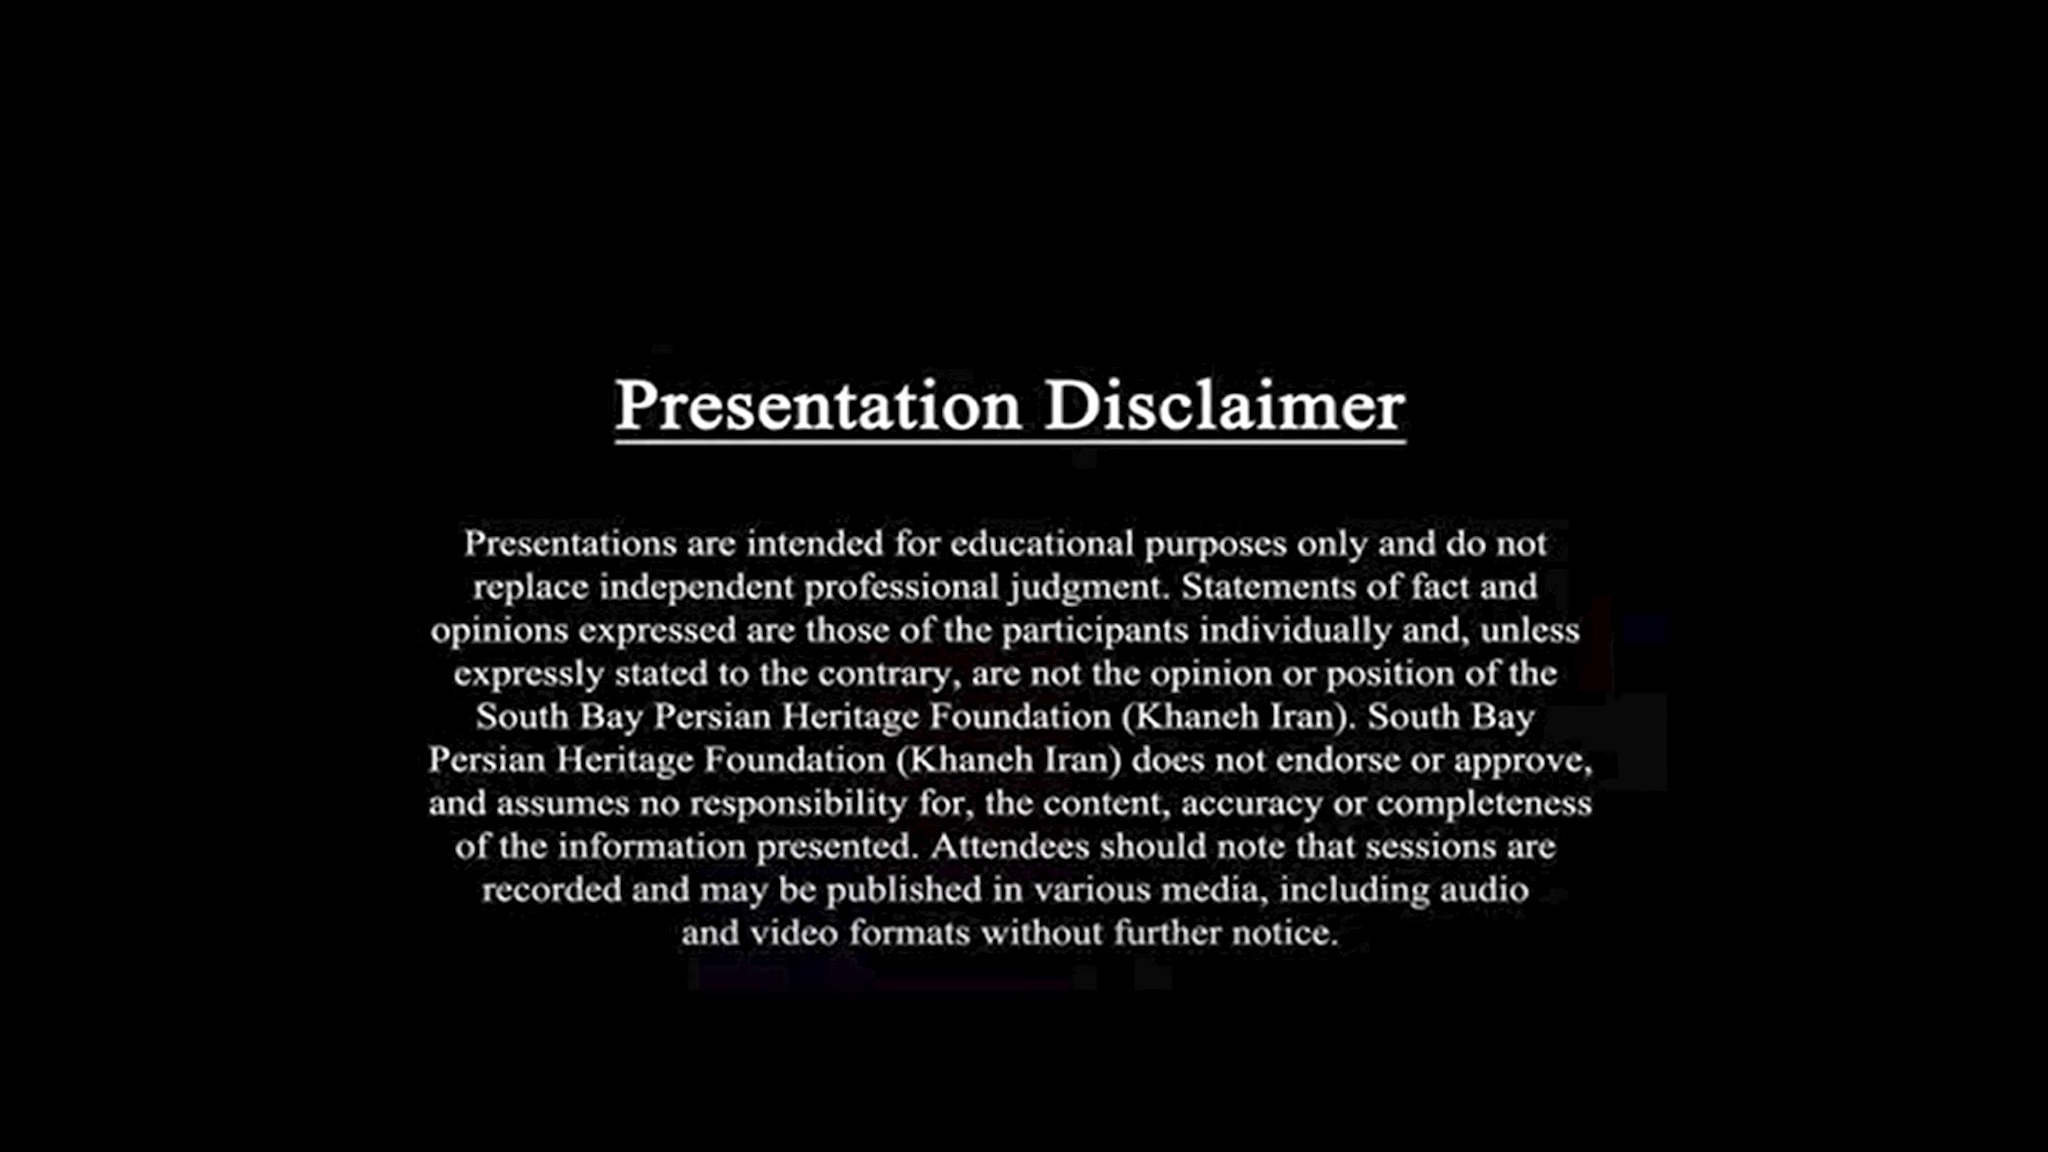 Presentation Disclaimer
Presentations are intended for educational purposes only and do not
replace independent professional judgment. Statements of fact and
opinions expressed are those of the participants individually and, unless
expressly stated to the contrary, are not the opinion or position of the
South Bay Persian Heritage Foundation (Khaneh Iran). South Bay
Persian Heritage Foundation (Khaneh Iran) does not endorse or approve,
and assumes no responsibility for, the content, accuracy or completeness
of the information presented. Attendees should note that sessions are
recorded and may be published in various media, including audio
and video formats without further notice.